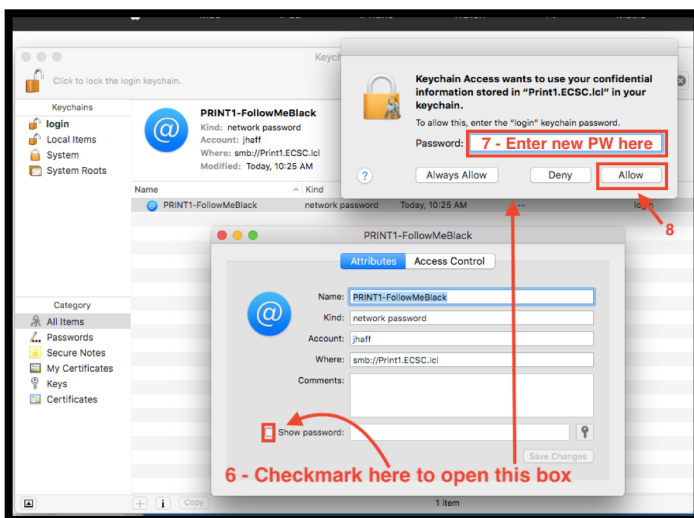 Keych
Click to lock the login keychain.
Keychains
login
Local Items
System
System Roots
PRINT1-FollowMeBlack
Kind: network password
Account: jhaff
Where: smb://Print1.ECSC.lcl
Modified: Today, 10:25 AM
Keychain Access wants to use your confidential
information stored in "Print1.ECSC.lcl" in your
keychain.
To allow this, enter the "login" keychain password.
Password: 7 - Enter new PW here
? Always Allow Deny Allow
8
Name Kind
PRINT1-FollowMeBlack network password Today, 10:25 AM -- login
PRINT1-FollowMeBlack
Attributes Access Control
Name: PRINT1-FollowMeBlack
Kind: network password
Account: jhaff
Where: smb://Print1.ECSC.lcl
Comments:
Show password:
Save Changes
6 - Checkmark here to open this box
Category
All Items
Passwords
Secure Notes
My Certificates
Keys
Certificates
+ i Copy 1 item